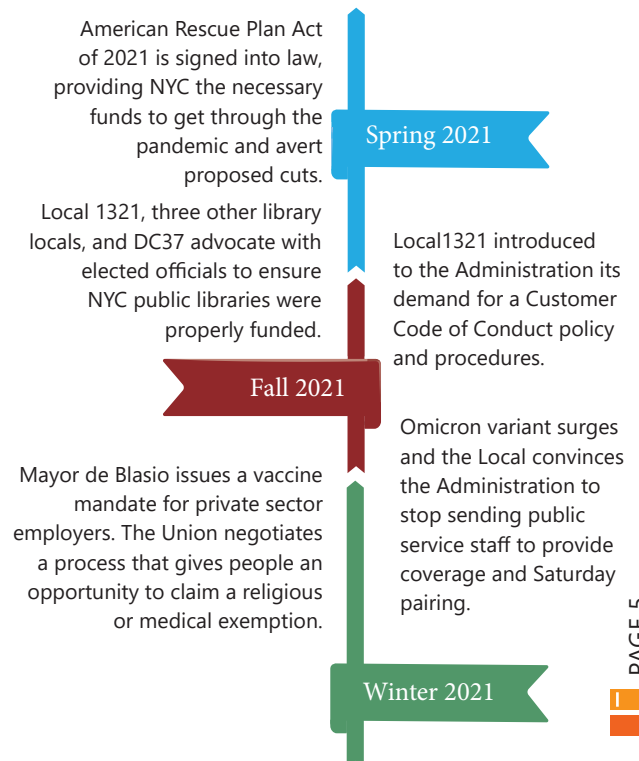 American Rescue Plan Act
of 2021 is signed into law,
providing NYC the necessary
funds to get through the
pandemic and avert
proposed cuts.
Spring 2021
Local 1321, three other library
locals, and DC37 advocate with
elected officials to ensure
NYC public libraries were
properly funded.
Local1321 introduced
to the Administration its
demand for a Customer
Code of Conduct policy
and procedures.
Fall 2021
Mayor de Blasio issues a vaccine
mandate for private sector
employers. The Union negotiates
a process that gives people an
opportunity to claim a religious
or medical exemption.
Omicron variant surges
and the Local convinces
the Administration to
stop sending public
service staff to provide
coverage and Saturday
pairing.
Winter 2021
PAGE 5